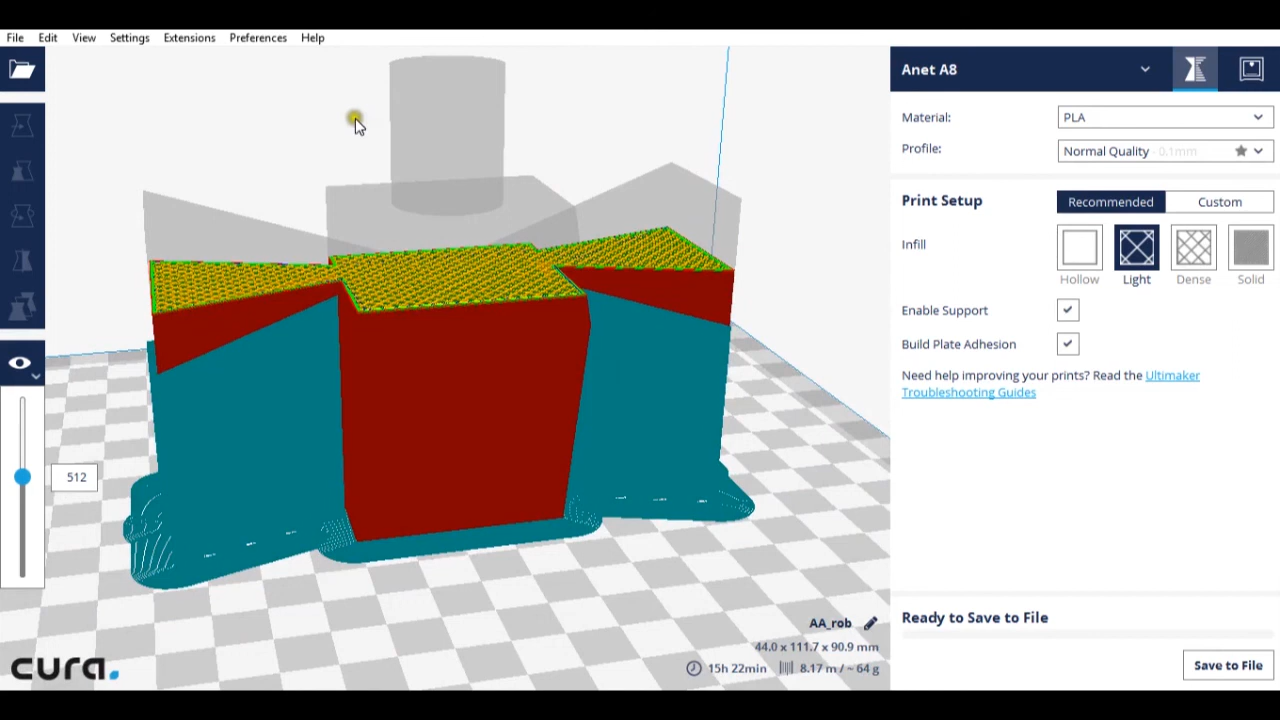 File Edit View Settings Extensions Preferences Help
Anet A8
Material: PLA
Profile: Normal Quality - 0.1mm
Print Setup Recommended Custom
Infill
Hollow Light Dense Solid
Enable Support
Build Plate Adhesion
Need help improving your prints? Read the Ultimaker
Troubleshooting Guides
512
Ready to Save to File
AA_rob
44.0 x 111.7 x 90.9 mm
15h 22min 8.17 m / ~ 64 g
Save to File
cura.